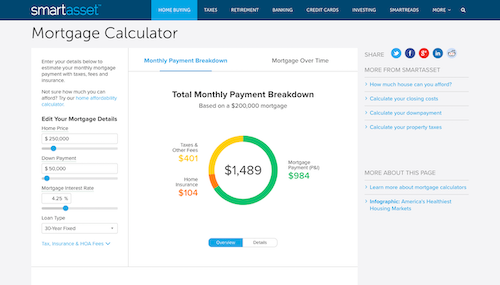 smartasset™
HOME BUYING
TAXES
RETIREMENT
BANKING
CREDIT CARDS
INVESTING
SMARTREADS
MORE
Mortgage Calculator
Enter your details below to
estimate your monthly mortgage
payment with taxes, fees and
insurance.
Not sure how much you can
afford? Try our home affordability
calculator.
Edit Your Mortgage Details
Home Price
$ 250,000
Down Payment
$ 50,000
Mortgage Interest Rate
4.25 %
Loan Type
30-Year Fixed
Tax, Insurance & HOA Fees
Monthly Payment Breakdown
Mortgage Over Time
Total Monthly Payment Breakdown
Based on a $200,000 mortgage
Taxes &
Other Fees
$401
Home
Insurance
$104
$1,489
Mortgage
Payment (P&I)
$984
Overview
Details
SHARE
MORE FROM SMARTASSET
How much house can you afford?
Calculate your closing costs
Calculate your downpayment
Calculate your property taxes
MORE ABOUT THIS PAGE
Learn more about mortgage calculators
Infographic: America's Healthiest
Housing Markets